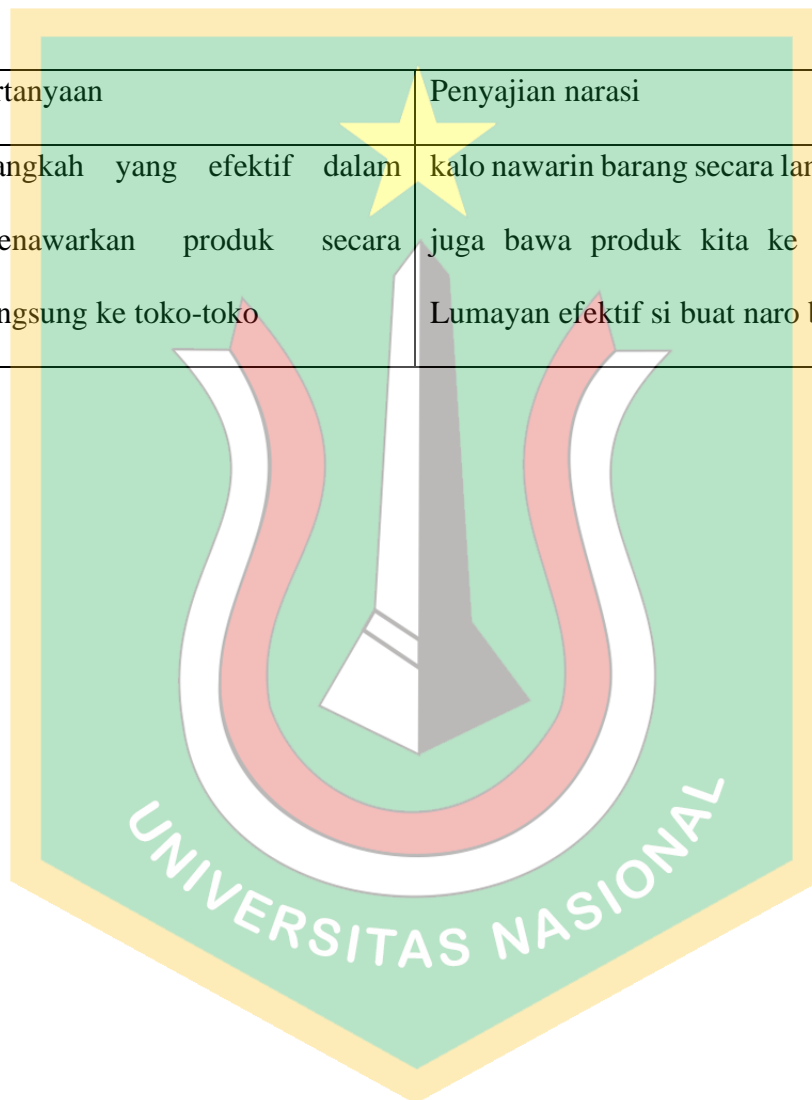 rtanyaan
Penyajian narasi
angkah yang efektif dalam
enawarkan produk secara
ngsung ke toko-toko
kalo nawarin barang secara lan
juga bawa produk kita ke
Lumayan efektif si buat naro b
UNIVERSITAS NASIONAL